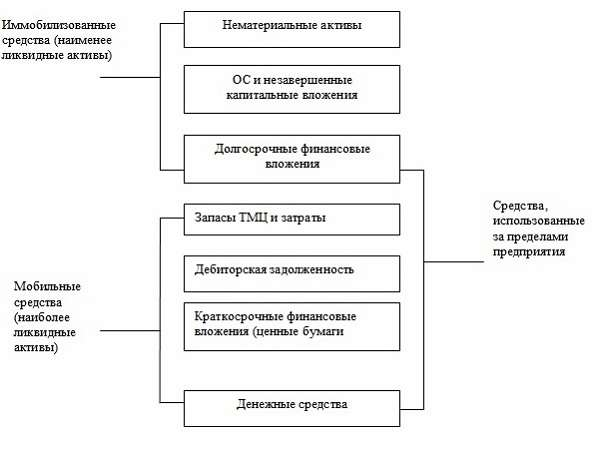 Иммобилизованные
средства (наименее
ликвидные активы)
Нематериальные активы
ОС и незавершенные
капитальные вложения
Долгосрочные финансовые
вложения
Запасы ТМЦ и затраты
Дебиторская задолженность
Краткосрочные финансовые
вложения (ценные бумаги
Денежные средства
Мобильные
средства
(наиболее
ликвидные
активы)
Средства,
использованные
за пределами
предприятия